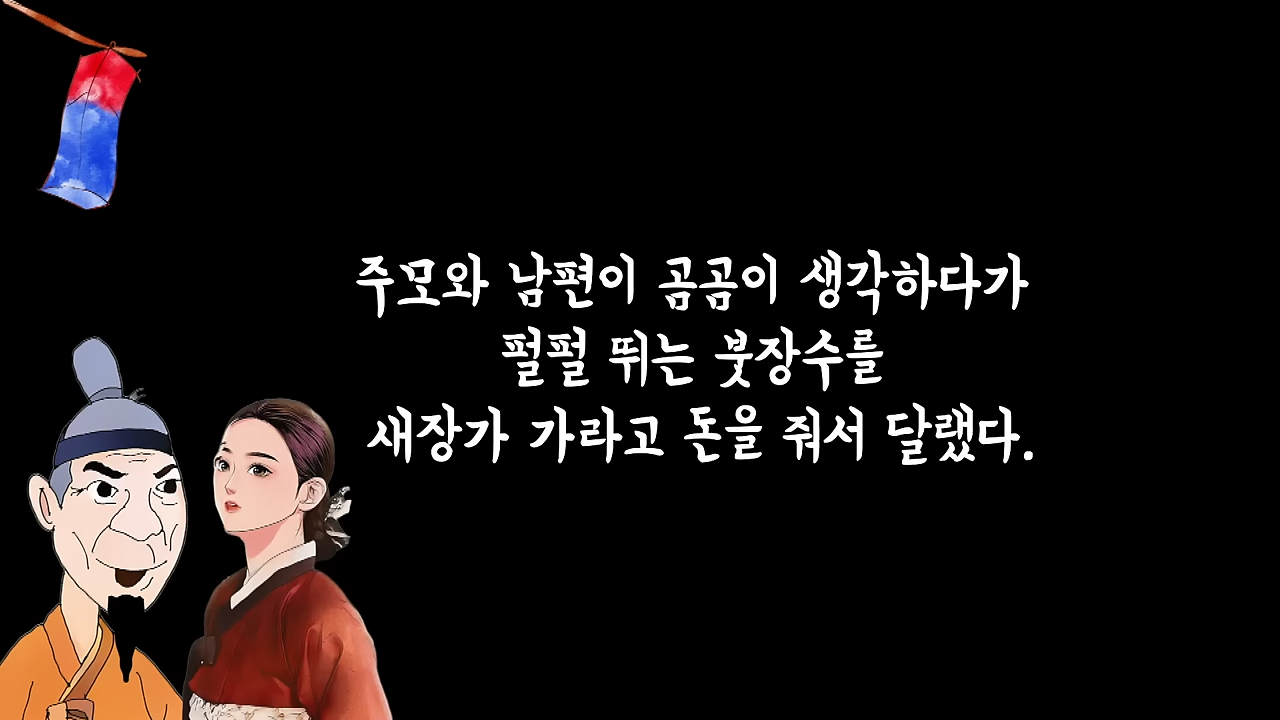 주모와 남편이 곰곰이 생각하다가
펄펄 뛰는 붓장수를
새장가 가라고 돈을 줘서 달랬다.